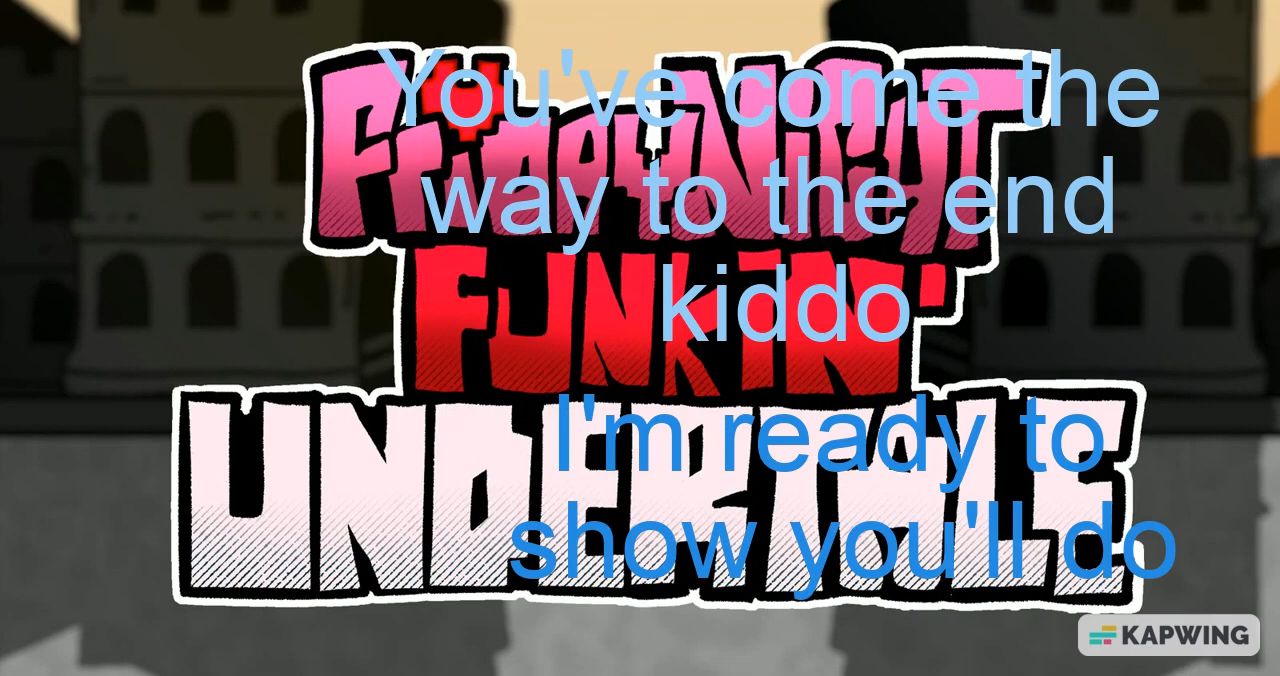 You've come the
way to the end
kiddo
I'm ready to
show you'll do
FRIDAY NIGHT
FUNKIN'
UNDERTALE
KAPWING